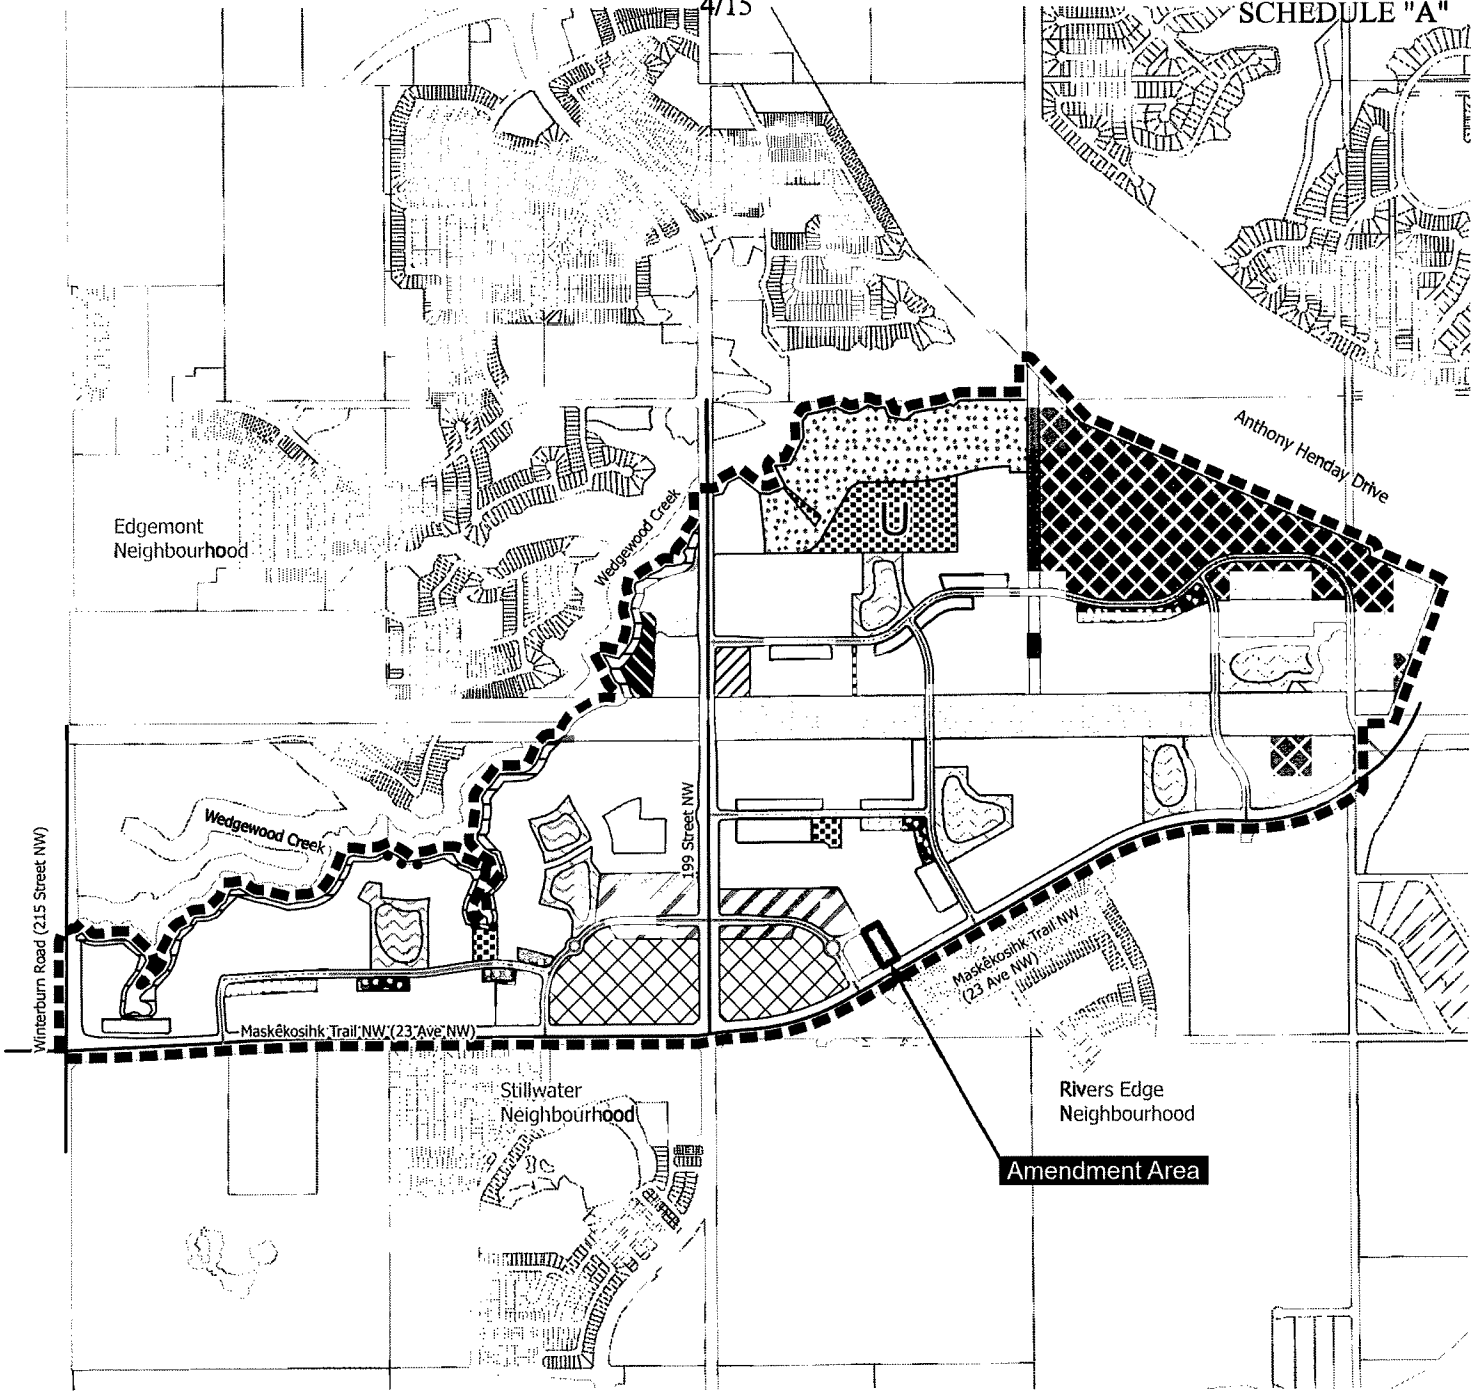 4/15
SCHEDULE "A"
Anthony Henday Drive
Edgemont
Neighbourhood
Wedgewood Creek
U
199 Street NW
Wedgewood Creek
Winterburn Road (215 Street NW)
Maskêkosihk Trail NW
(23 Ave NW)
Maskêkosihk Trail NW (23 Ave NW)
Stillwater
Neighbourhood
Rivers Edge
Neighbourhood
Amendment Area